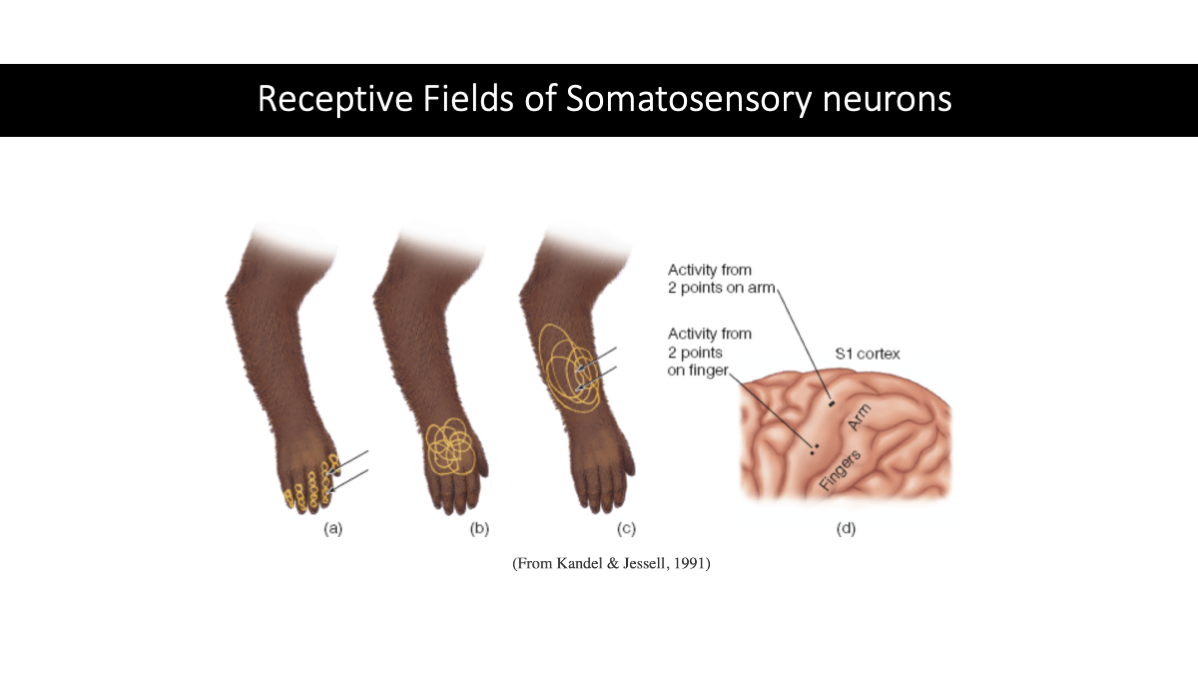 Receptive Fields of Somatosensory neurons
Activity from
2 points on arm
Activity from
2 points
on finger
S1 cortex
Arm
Fingers
(a)
(b)
(c)
(d)
(From Kandel & Jessell, 1991)